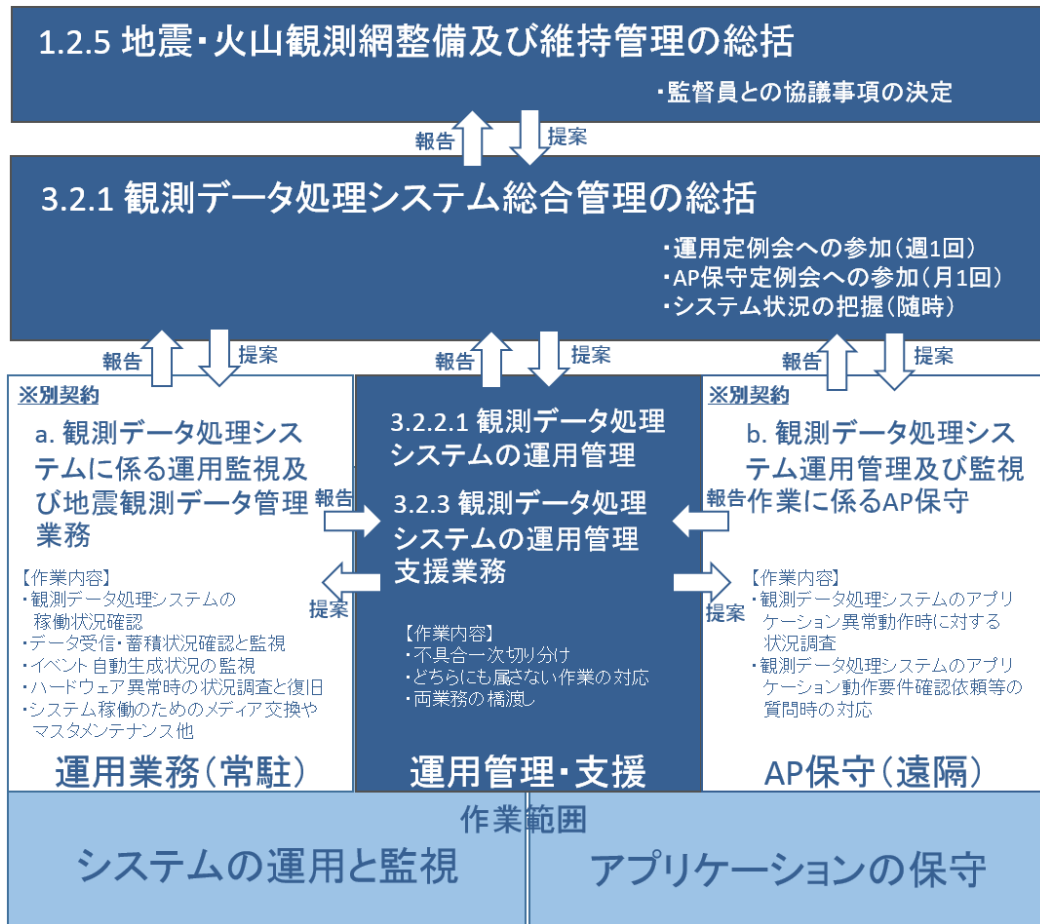 1.2.5 地震・火山観測網整備及び維持管理の総括
・監督員との協議事項の決定
報告
提案
3.2.1 観測データ処理システム総合管理の総括
・運用定例会への参加(週1回)
・AP保守定例会への参加(月1回)
・システム状況の把握(随時)
報告
提案
報告
提案
報告
提案
※別契約
a. 観測データ処理シス
テムに係る運用監視及
び地震観測データ管理
業務
【作業内容】
・観測データ処理システムの
稼働状況確認
・データ受信・蓄積状況確認と監視
・イベント自動生成状況の監視
・ハードウェア異常時の状況調査と復旧
・システム稼働のためのメディア交換や
マスタメンテナンス他
運用業務(常駐)
報告
提案
3.2.2.1 観測データ処理
システムの運用管理
3.2.3 観測データ処理
システムの運用管理
支援業務
【作業内容】
・不具合一次切り分け
・どちらにも属さない作業の対応
・両業務の橋渡し
運用管理・支援
報告
提案
※別契約
b. 観測データ処理シス
テム運用管理及び監視
作業に係るAP保守
【作業内容】
・観測データ処理システムのアプリ
ケーション異常動作時に対する
状況調査
・観測データ処理システムのアプリ
ケーション動作要件確認依頼等の
質問時の対応
AP保守(遠隔)
作業範囲
システムの運用と監視
アプリケーションの保守